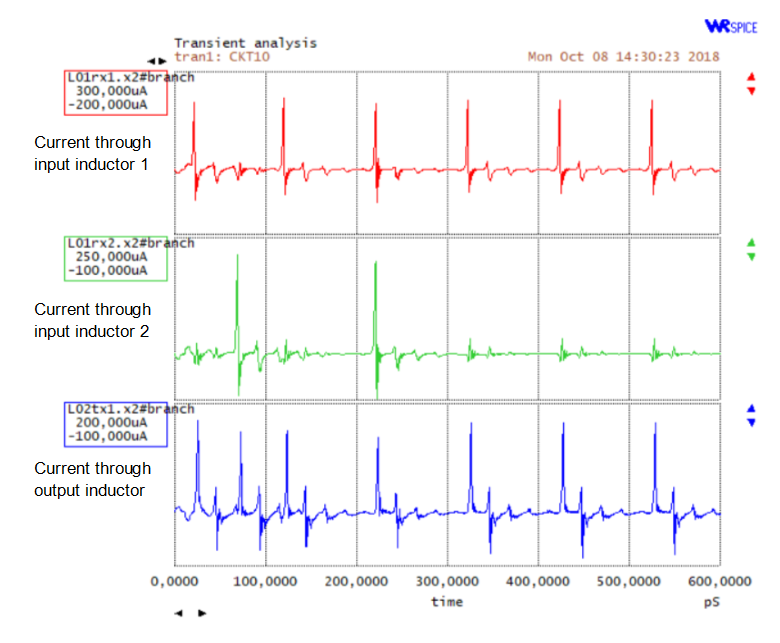 WRSPICE
Transient analysis
tran1: CKT10 Mon Oct 08 14:30:23 2018
L01rx1.x2#branch
300,000uA
-200,000uA
Current through
input inductor 1
L01rx2.x2#branch
250,000uA
-100,000uA
Current through
input inductor 2
L02tx1.x2#branch
200,000uA
-100,000uA
Current through
output inductor
0,0000 100,0000 200,0000 300,0000 400,0000 500,0000 600,0000
time pS